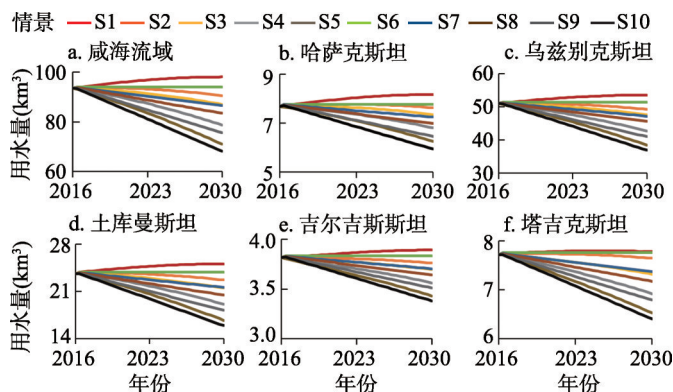 情景 S1 S2 S3 S4 S5 S6 S7 S8 S9 S10
a. 咸海流域
b. 哈萨克斯坦
c. 乌兹别克斯坦
用水量(km³)
100
80
60
2016 2023 2030
9
7
5
2016 2023 2030
60
50
40
30
2016 2023 2030
d. 土库曼斯坦
e. 吉尔吉斯斯坦
f. 塔吉克斯坦
用水量(km³)
28
21
14
2016 2023 2030
年份
4.0
3.5
3.0
2016 2023 2030
年份
8
7
6
2016 2023 2030
年份